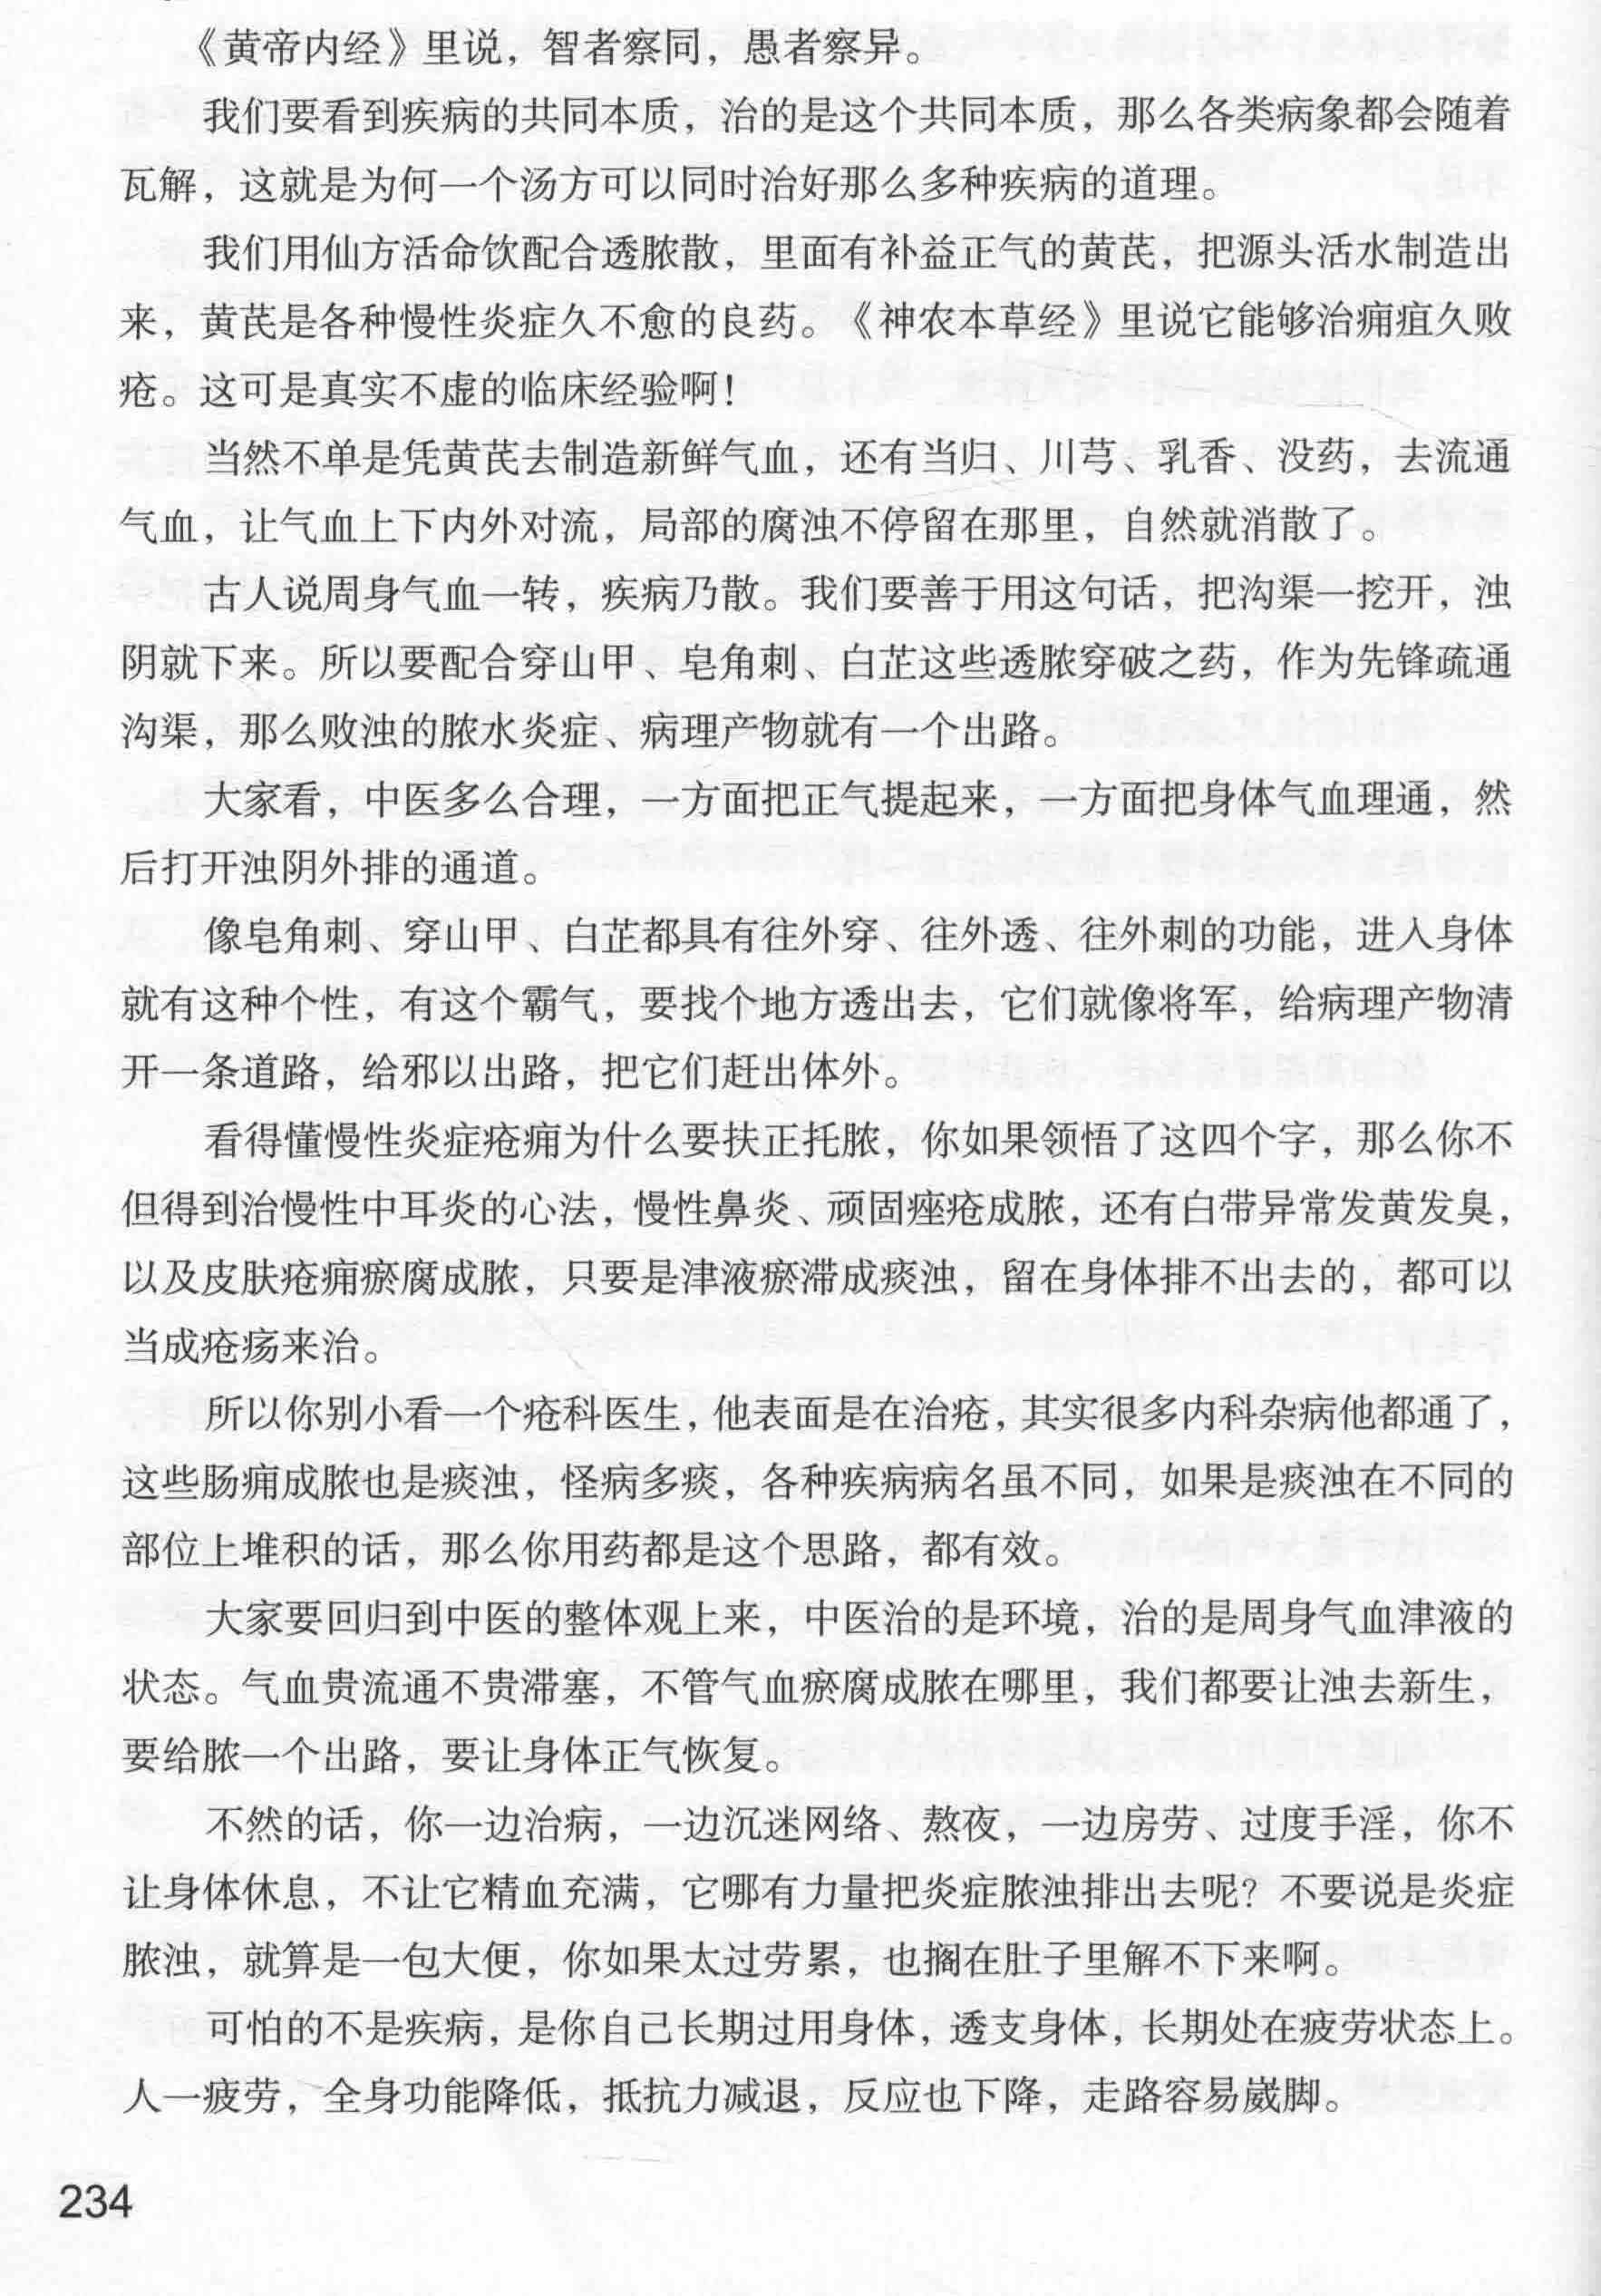 《黄帝内经》里说，智者察同，愚者察异。
我们要看到疾病的共同本质，治的是这个共同本质，那么各类病象都会随着
瓦解，这就是为何一个汤方可以同时治好那么多种疾病的道理。
我们用仙方活命饮配合透脓散，里面有补益正气的黄芪，把源头活水制造出
来，黄芪是各种慢性炎症久不愈的良药。《神农本草经》里说它能够治痈疽久败
疮。这可是真实不虚的临床经验啊！
当然不单是凭黄芪去制造新鲜气血，还有当归、川芎、乳香、没药，去流通
气血，让气血上下内外对流，局部的腐浊不停留在那里，自然就消散了。
古人说周身气血一转，疾病乃散。我们要善于用这句话，把沟渠一挖开，浊
阴就下来。所以要配合穿山甲、皂角刺、白芷这些透脓穿破之药，作为先锋疏通
沟渠，那么败浊的脓水炎症、病理产物就有一个出路。
大家看，中医多么合理，一方面把正气提起来，一方面把身体气血理通，然
后打开浊阴外排的通道。
像皂角刺、穿山甲、白芷都具有往外穿、往外透、往外刺的功能，进入身体
就有这种个性，有这个霸气，要找个地方透出去，它们就像将军，给病理产物清
开一条道路，给邪以出路，把它们赶出体外。
看得懂慢性炎症疮痈为什么要扶正托脓，你如果领悟了这四个字，那么你不
但得到治慢性中耳炎的心法，慢性鼻炎、顽固痤疮成脓，还有白带异常发黄发臭，
以及皮肤疮痈瘀腐成脓，只要是津液瘀滞成痰浊，留在身体排不出去的，都可以
当成疮疡来治。
所以你别小看一个疮科医生，他表面是在治疮，其实很多内科杂病他都通了，
这些肠痈成脓也是痰浊，怪病多痰，各种疾病病名虽不同，如果是痰浊在不同的
部位上堆积的话，那么你用药都是这个思路，都有效。
大家要回归到中医的整体观上来，中医治的是环境，治的是周身气血津液的
状态。气血贵流通不贵滞塞，不管气血瘀腐成脓在哪里，我们都要让浊去新生，
要给脓一个出路，要让身体正气恢复。
不然的话，你一边治病，一边沉迷网络、熬夜，一边房劳、过度手淫，你不
让身体休息，不让它精血充满，它哪有力量把炎症脓浊排出去呢？不要说是炎症
脓浊，就算是一包大便，你如果太过劳累，也搁在肚子里解不下来啊。
可怕的不是疾病，是你自己长期过用身体，透支身体，长期处在疲劳状态上。
人一疲劳，全身功能降低，抵抗力减退，反应也下降，走路容易崴脚。
234